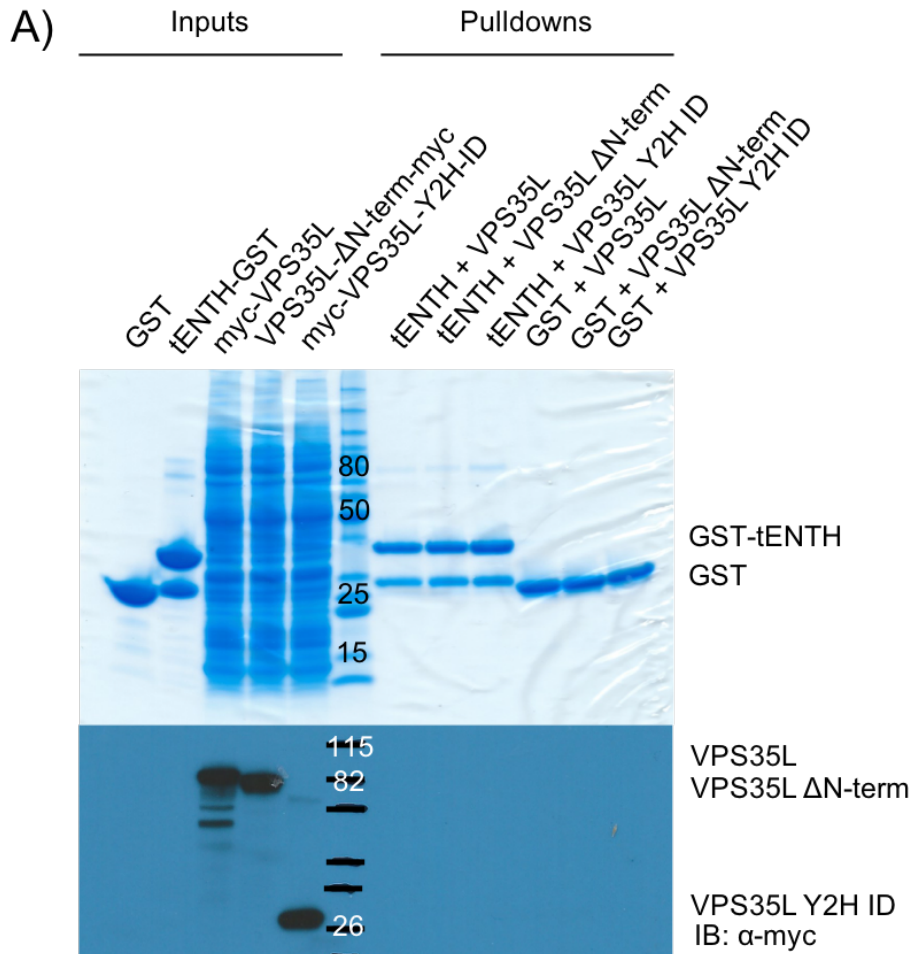 A)
Inputs
Pulldowns
GST
tENTH-GST
myc-VPS35L
VPS35L-ΔN-term-myc
myc-VPS35L-Y2H-ID
tENTH + VPS35L
tENTH + VPS35L ΔN-term
tENTH + VPS35L Y2H ID
GST + VPS35L
GST + VPS35L ΔN-term
GST + VPS35L Y2H ID
80
50
25
15
GST-tENTH
GST
115
82
26
VPS35L
VPS35L ΔN-term
VPS35L Y2H ID
IB: α-myc